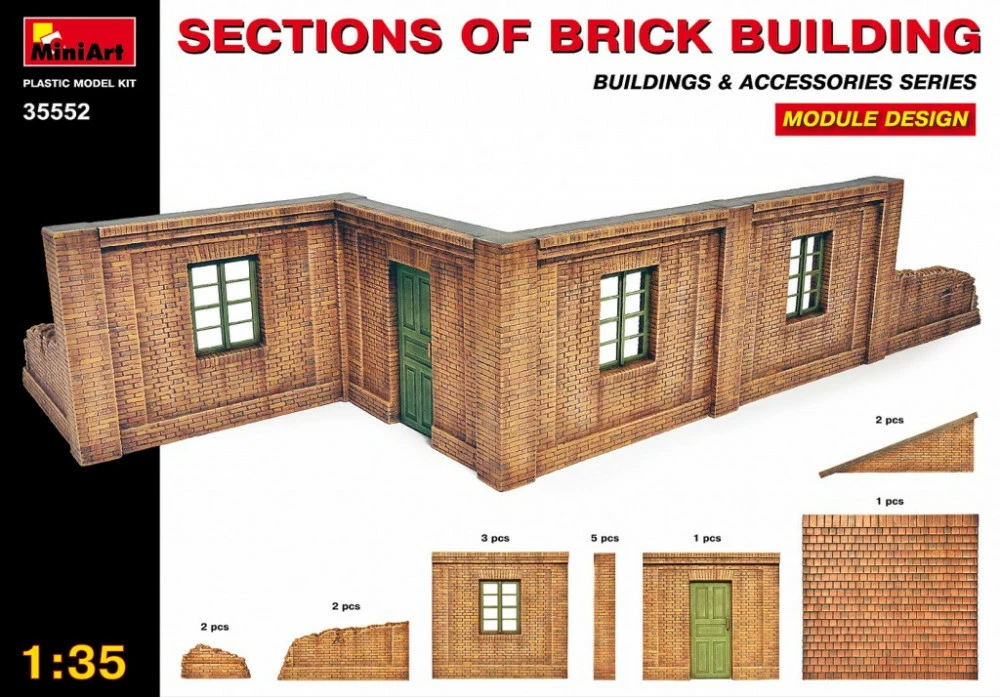 MiniArt
PLASTIC MODEL KIT
35552
SECTIONS OF BRICK BUILDING
BUILDINGS & ACCESSORIES SERIES
MODULE DESIGN
2 pcs
1 pcs
3 pcs
5 pcs
1 pcs
2 pcs
2 pcs
1:35